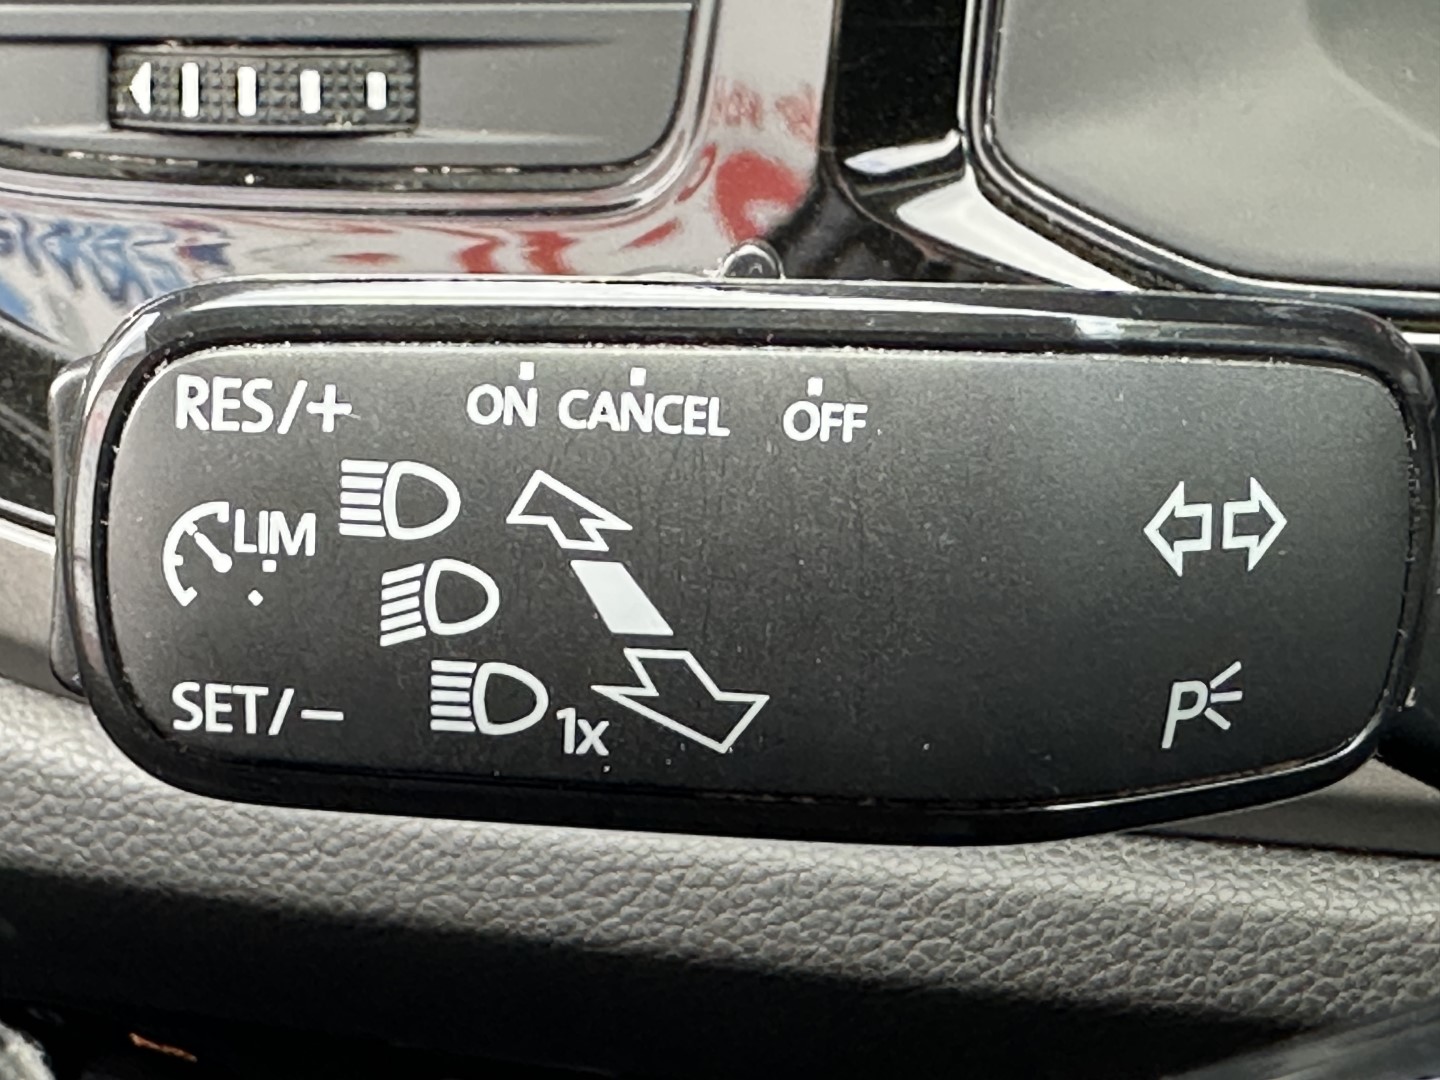 RES/+ ON CANCEL OFF
LIM
SET/− 1x P